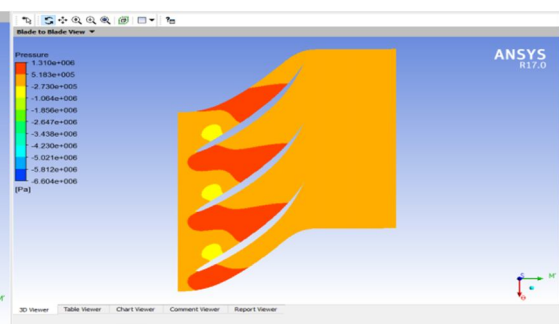 Blade to Blade View
Pressure
1.310e+006
5.183e+005
-2.730e+005
-1.064e+006
-1.856e+006
-2.647e+006
-3.438e+006
-4.230e+006
-5.021e+006
-5.812e+006
-6.604e+006
[Pa]
ANSYS
R17.0
M'
3D Viewer Table Viewer Chart Viewer Comment Viewer Report Viewer